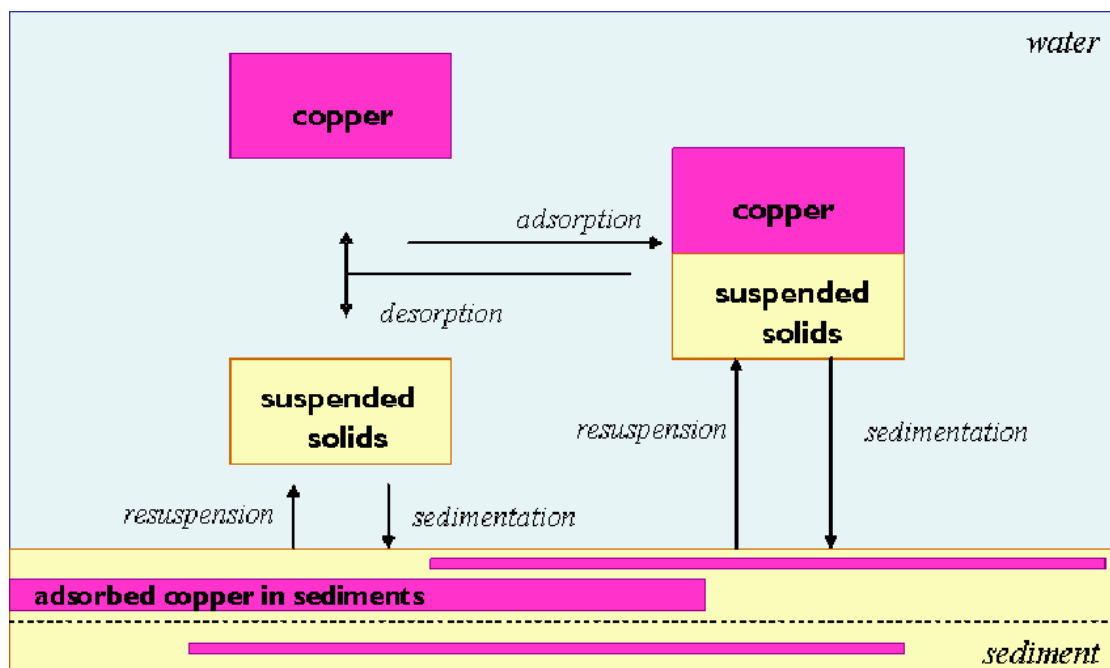 water
copper
copper
adsorption
suspended
solids
desorption
suspended
solids
resuspension
sedimentation
resuspension
sedimentation
adsorbed copper in sediments
sediment